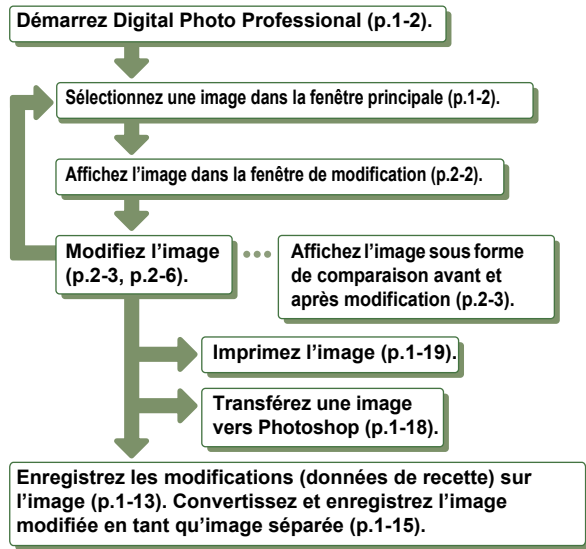 Démarrez Digital Photo Professional (p.1-2).
Sélectionnez une image dans la fenêtre principale (p.1-2).
Affichez l'image dans la fenêtre de modification (p.2-2).
Modifiez l'image
(p.2-3, p.2-6).
Affichez l'image sous forme
de comparaison avant et
après modification (p.2-3).
Imprimez l'image (p.1-19).
Transférez une image
vers Photoshop (p.1-18).
Enregistrez les modifications (données de recette) sur
l'image (p.1-13). Convertissez et enregistrez l'image
modifiée en tant qu'image séparée (p.1-15).